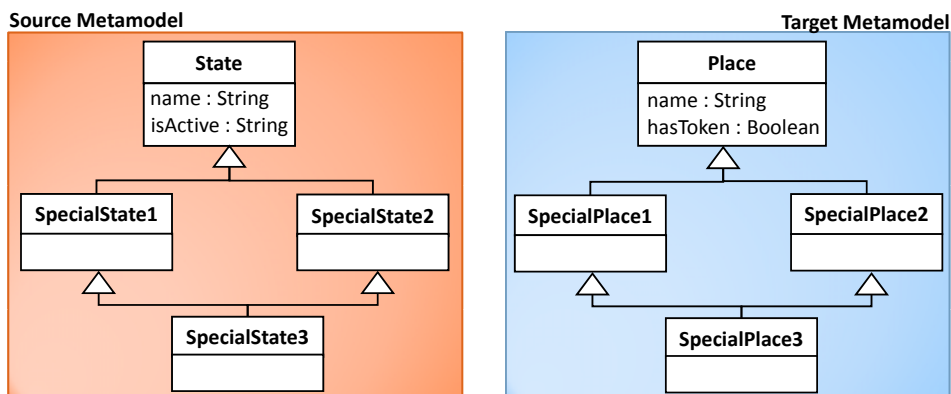 Source Metamodel
State
name : String
isActive : String
SpecialState1
SpecialState2
SpecialState3
Target Metamodel
Place
name : String
hasToken : Boolean
SpecialPlace1
SpecialPlace2
SpecialPlace3